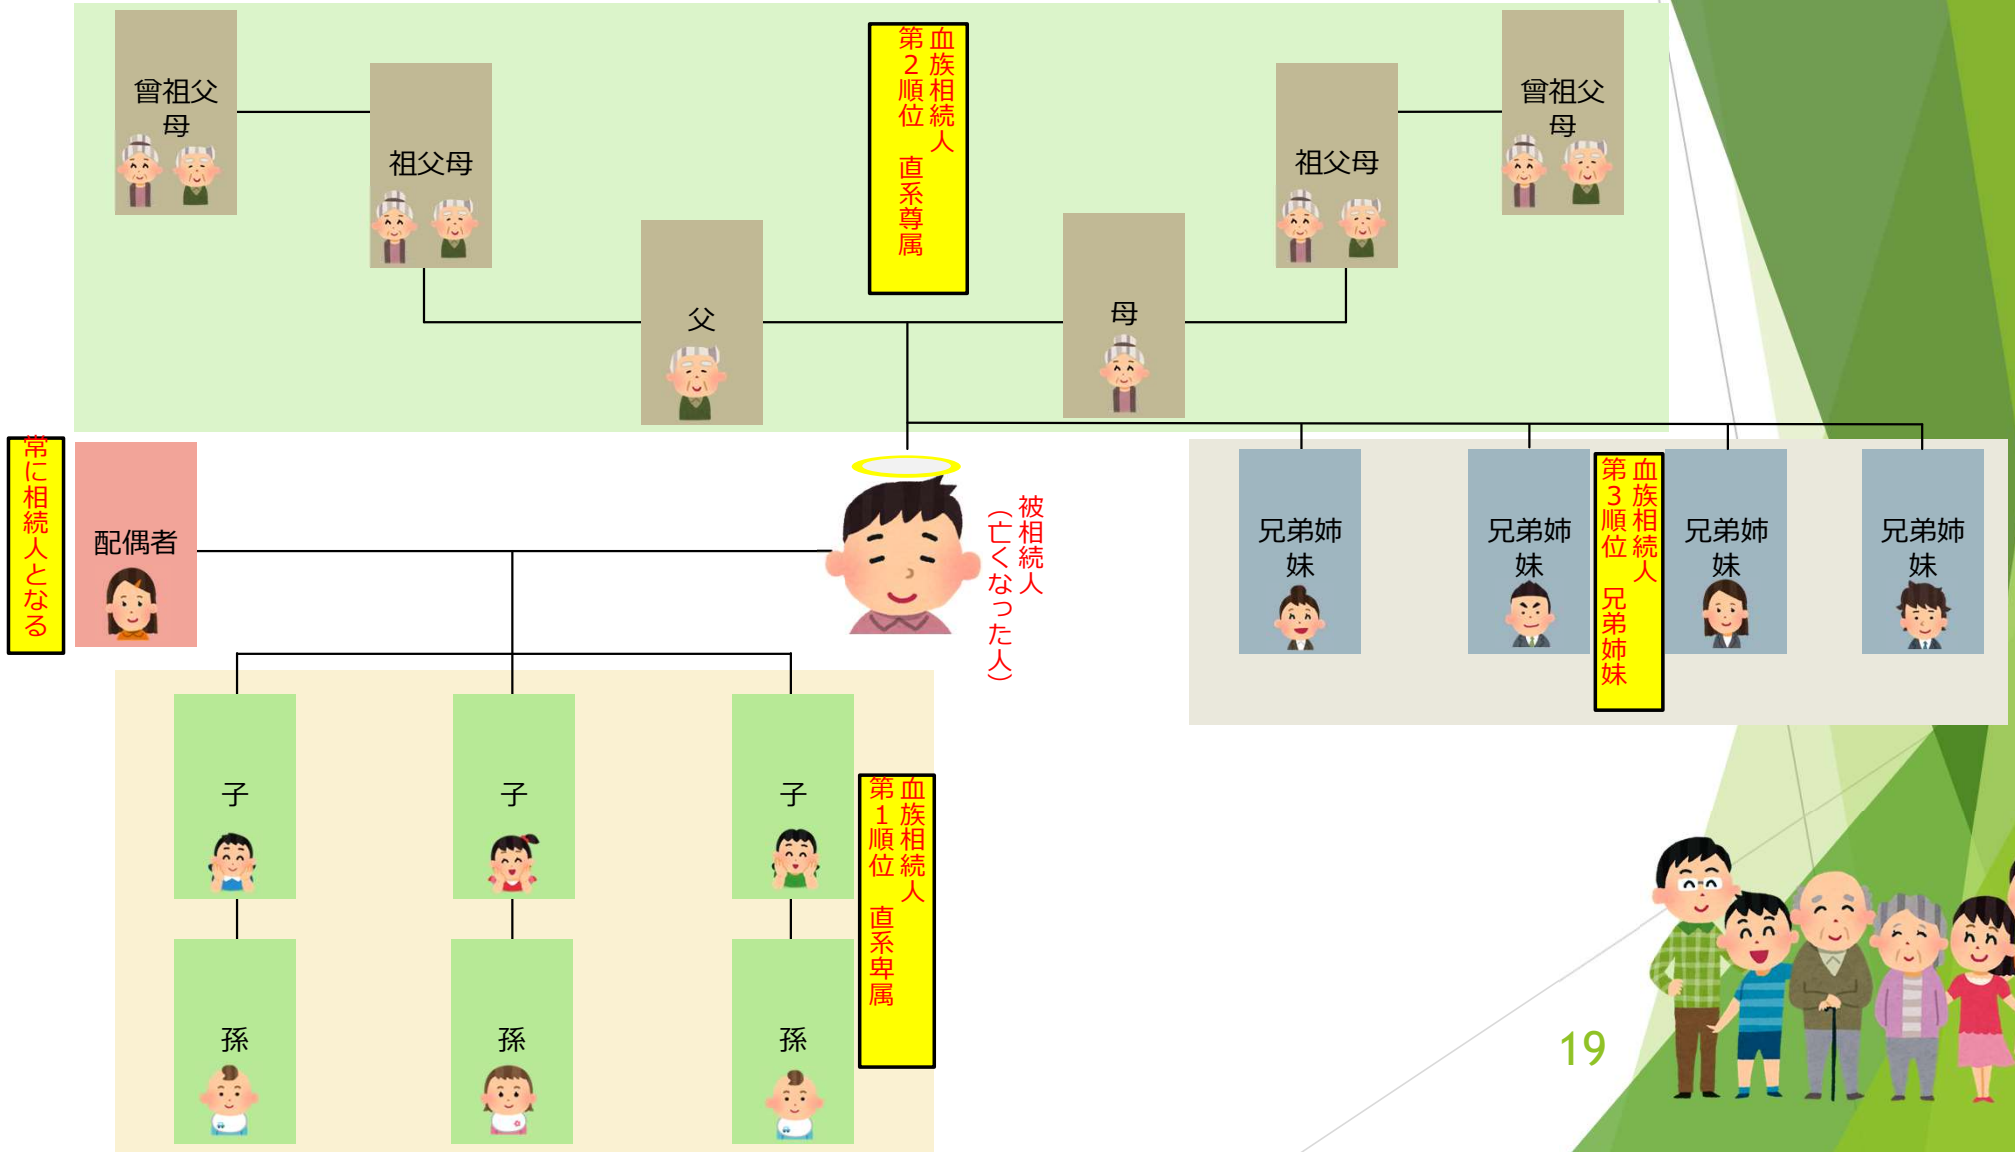 血族相続人
第2順位 直系尊属
曾祖父
母
祖父母
父
母
祖父母
曾祖父
母
常に相続人となる
配偶者
被相続人
（亡くなった人）
兄弟姉
妹
兄弟姉
妹
血族相続人
第3順位 兄弟姉妹
兄弟姉
妹
兄弟姉
妹
子
子
子
血族相続人
第1順位 直系卑属
孫
孫
孫
19